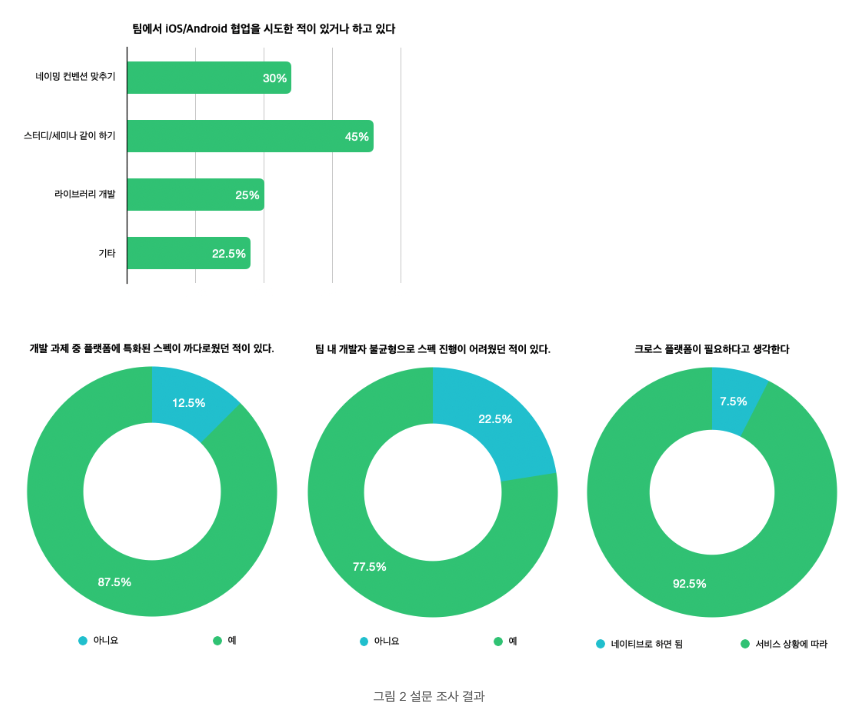 팀에서 iOS/Android 협업을 시도한 적이 있거나 하고 있다
네이밍 컨벤션 맞추기
30%
스터디/세미나 같이 하기
45%
라이브러리 개발
25%
기타
22.5%
개발 과제 중 플랫폼에 특화된 스펙이 까다로웠던 적이 있다.
12.5%
87.5%
아니요
예
팀 내 개발자 불균형으로 스펙 진행이 어려웠던 적이 있다.
22.5%
77.5%
아니요
예
크로스 플랫폼이 필요하다고 생각한다
7.5%
92.5%
네이티브로 하면 됨
서비스 상황에 따라
그림 2 설문 조사 결과